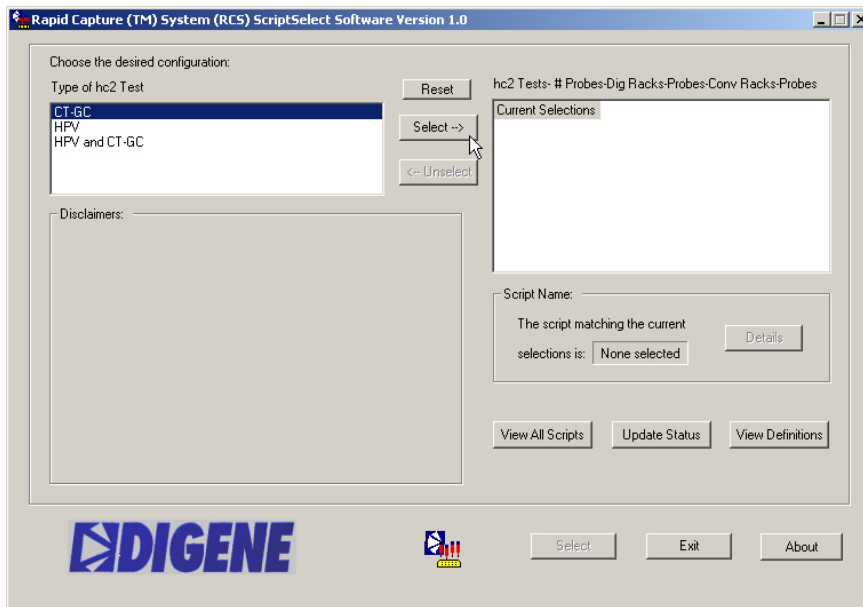 Rapid Capture (TM) System (RCS) ScriptSelect Software Version 1.0
Choose the desired configuration:
Type of hc2 Test
CT-GC
HPV
HPV and CT-GC
Reset
Select -->
<-- Unselect
hc2 Tests- # Probes-Dig Racks-Probes-Conv Racks-Probes
Current Selections
Disclaimers:
Script Name:
The script matching the current
selections is: None selected
Details
View All Scripts
Update Status
View Definitions
DIGENE
Select
Exit
About